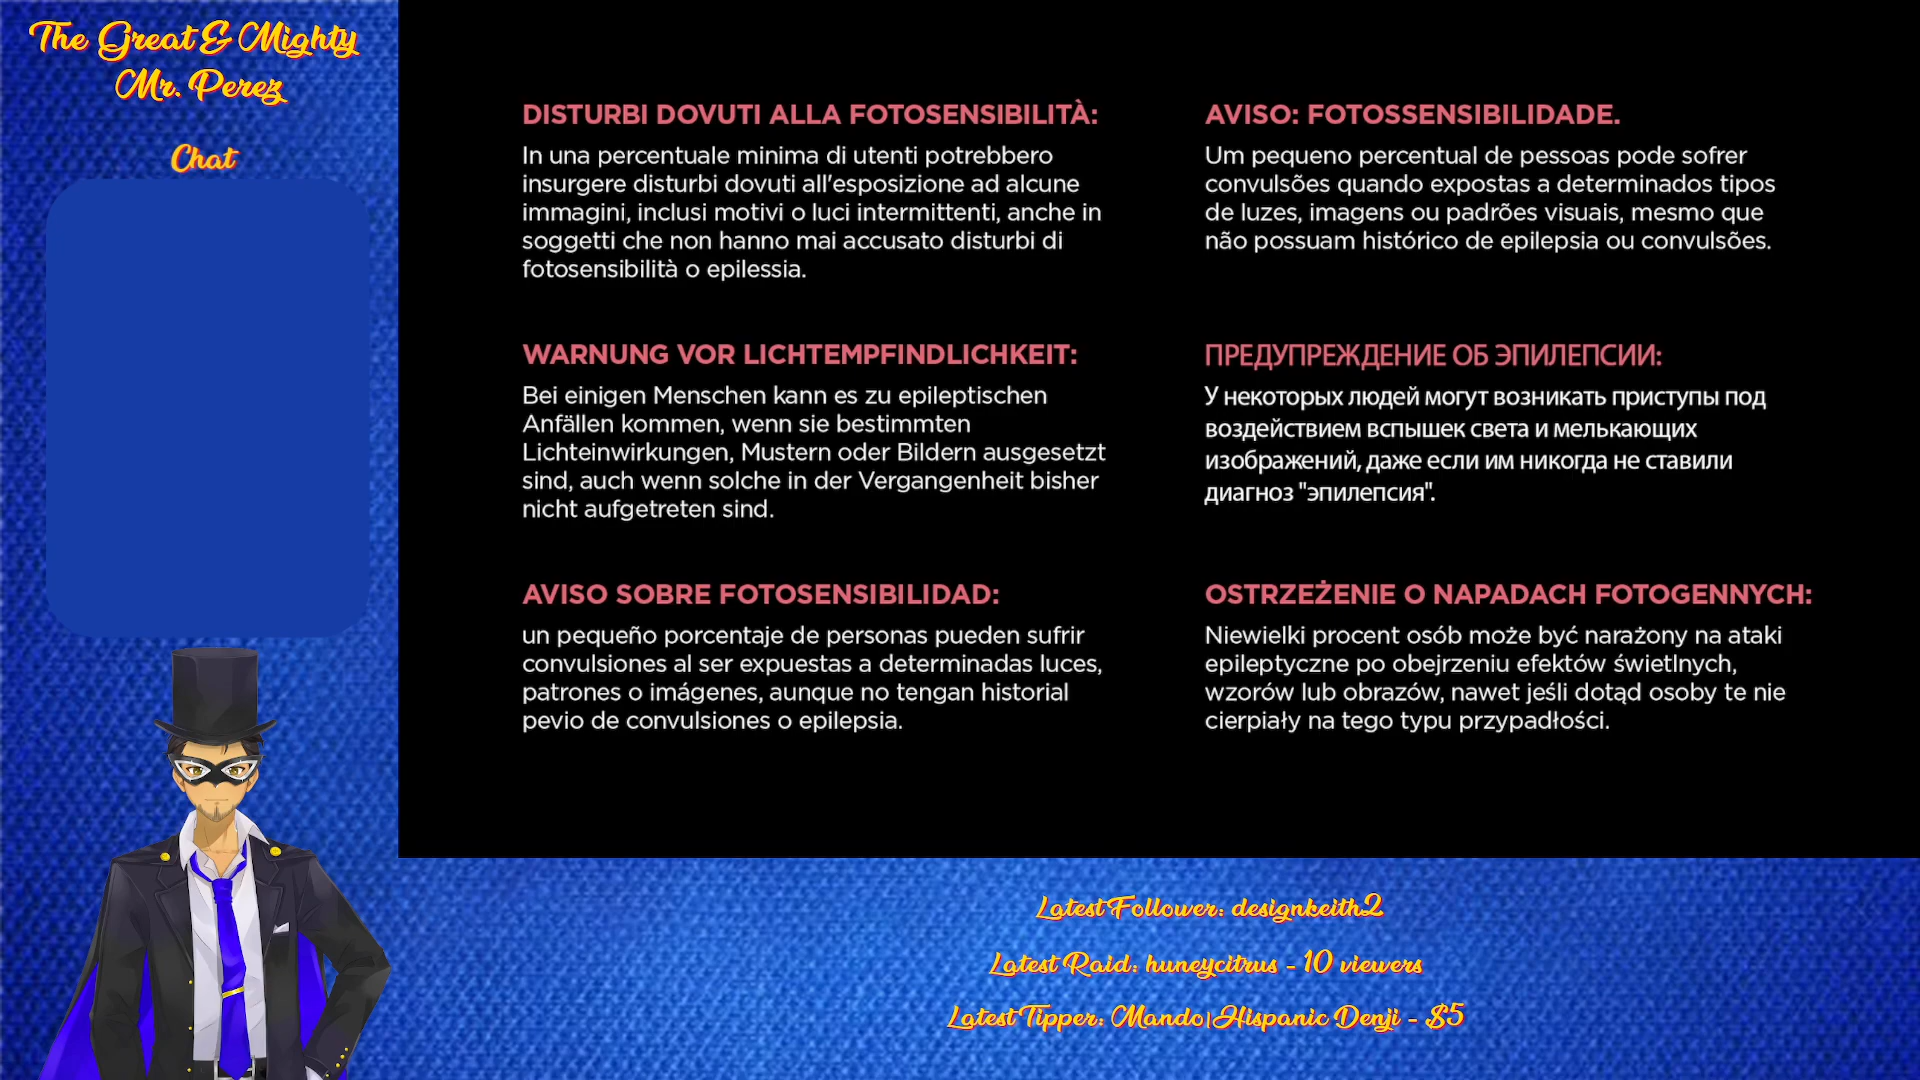 The Great & Mighty
Mr. Perez
Chat
DISTURBI DOVUTI ALLA FOTOSENSIBILITÀ:
In una percentuale minima di utenti potrebbero
insurgere disturbi dovuti all'esposizione ad alcune
immagini, inclusi motivi o luci intermittenti, anche in
soggetti che non hanno mai accusato disturbi di
fotosensibilità o epilessia.
WARNUNG VOR LICHTEMPFINDLICHKEIT:
Bei einigen Menschen kann es zu epileptischen
Anfällen kommen, wenn sie bestimmten
Lichteinwirkungen, Mustern oder Bildern ausgesetzt
sind, auch wenn solche in der Vergangenheit bisher
nicht aufgetreten sind.
AVISO SOBRE FOTOSENSIBILIDAD:
un pequeño porcentaje de personas pueden sufrir
convulsiones al ser expuestas a determinadas luces,
patrones o imágenes, aunque no tengan historial
pevio de convulsiones o epilepsia.
AVISO: FOTOSSENSIBILIDADE.
Um pequeno percentual de pessoas pode sofrer
convulsões quando expostas a determinados tipos
de luzes, imagens ou padrões visuais, mesmo que
não possuam histórico de epilepsia ou convulsões.
ПРЕДУПРЕЖДЕНИЕ ОБ ЭПИЛЕПСИИ:
У некоторых людей могут возникать приступы под
воздействием вспышек света и мелькающих
изображений, даже если им никогда не ставили
диагноз "эпилепсия".
OSTRZEŻENIE O NAPADACH FOTOGENNYCH:
Niewielki procent osób może być narażony na ataki
epileptyczne po obejrzeniu efektów świetlnych,
wzorów lub obrazów, nawet jeśli dotąd osoby te nie
cierpiały na tego typu przypadłości.
Latest Follower: designkeith2
Latest Raid: huneycitrus - 10 viewers
Latest Tipper: Mando|Hispanic Denji - $5